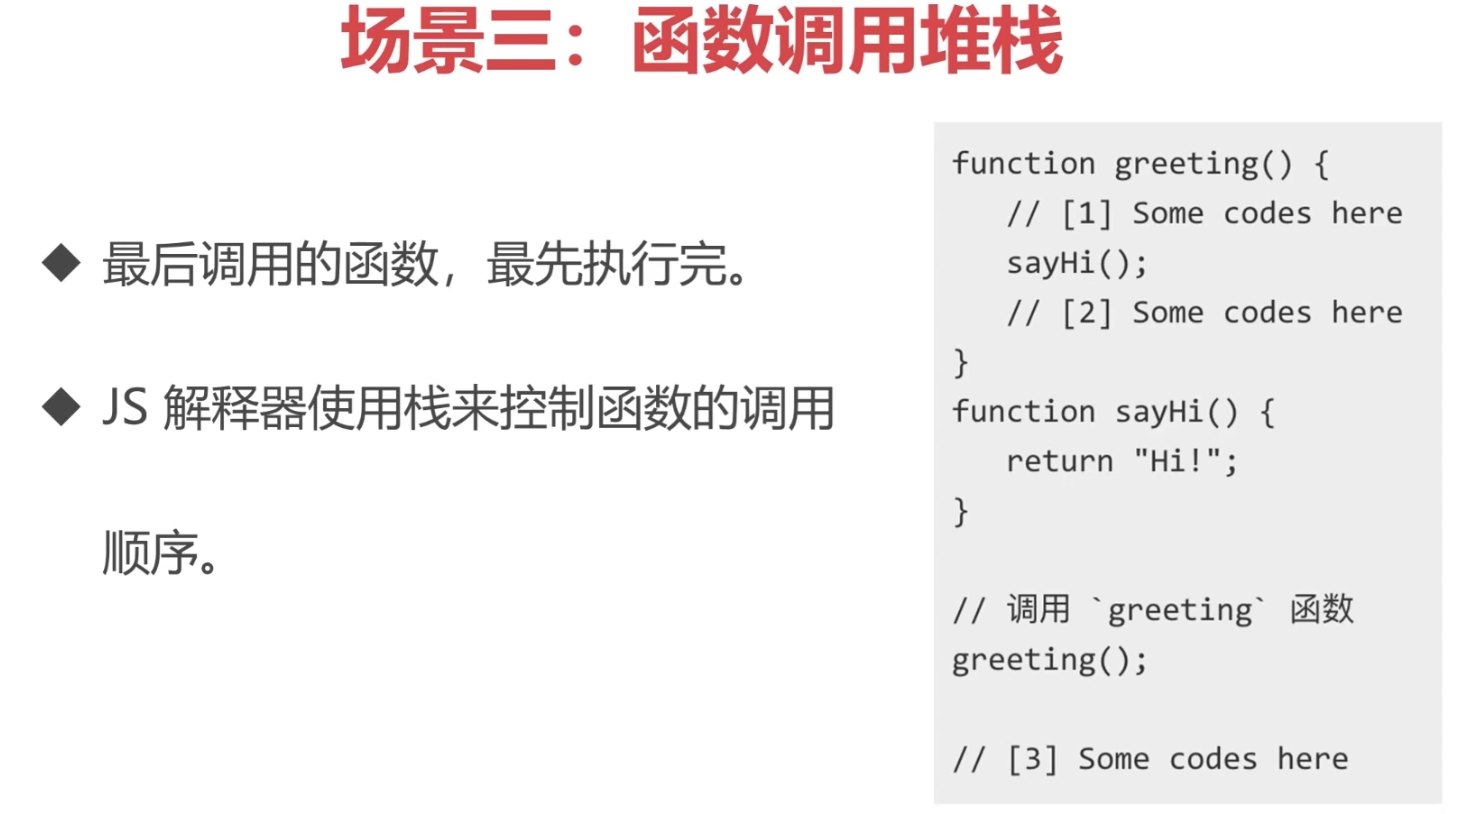 场景三：函数调用堆栈
◆ 最后调用的函数，最先执行完。
◆ JS 解释器使用栈来控制函数的调用
顺序。
function greeting() {
   // [1] Some codes here
   sayHi();
   // [2] Some codes here
}
function sayHi() {
   return "Hi!";
}
// 调用 `greeting` 函数
greeting();
// [3] Some codes here